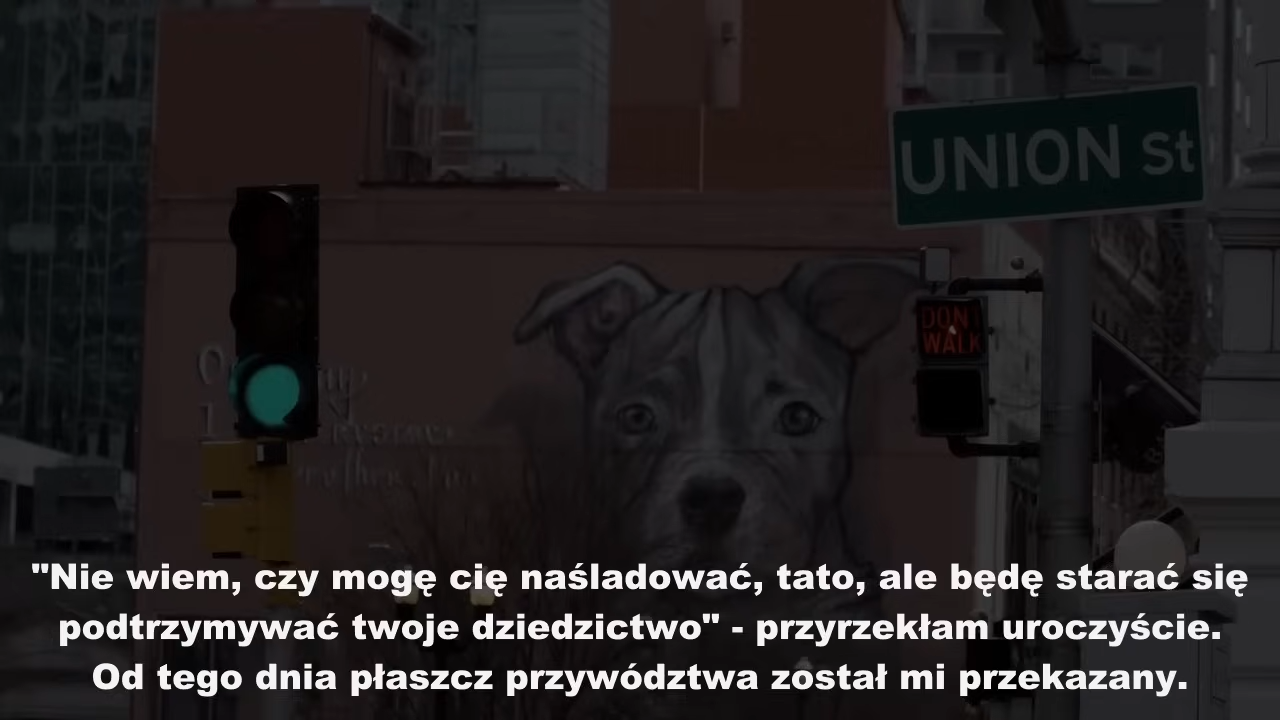 UNION St
DON'T
WALK
"Nie wiem, czy mogę cię naśladować, tato, ale będę starać się
podtrzymywać twoje dziedzictwo" - przyrzekłam uroczyście.
Od tego dnia płaszcz przywództwa został mi przekazany.